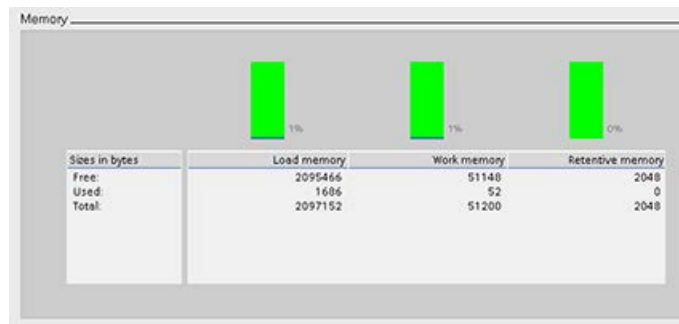 Memory
1% 1% 0%
Sizes in bytes Load memory Work memory Retentive memory
Free: 2095466 51148 2048
Used: 1686 52 0
Total: 2097152 51200 2048